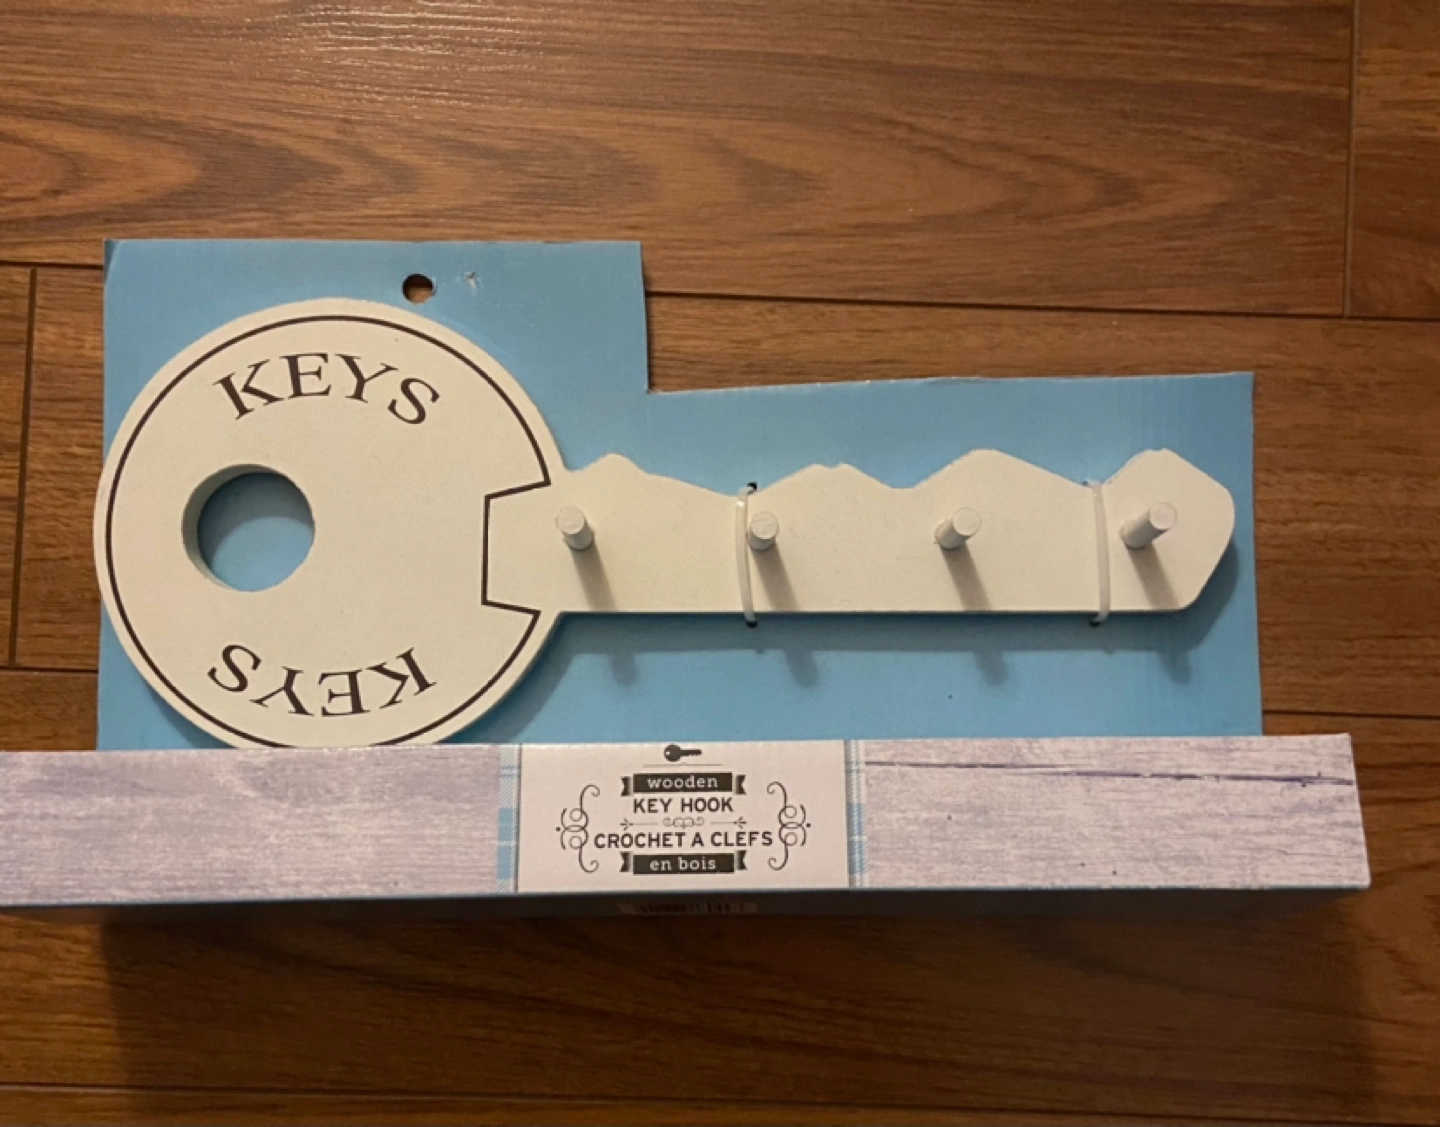 KEYS
KEYS
wooden
KEY HOOK
CROCHET A CLEFS
en bois